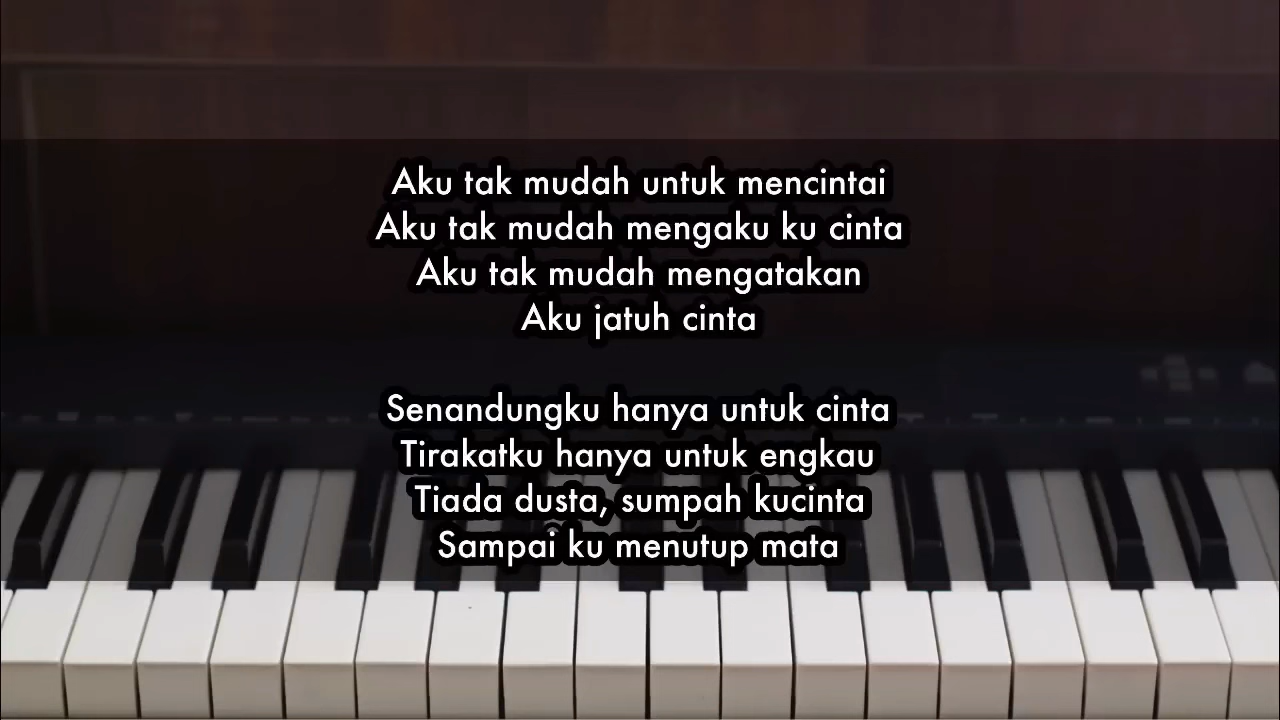 Aku tak mudah untuk mencintai
Aku tak mudah mengaku ku cinta
Aku tak mudah mengatakan
Aku jatuh cinta
Senandungku hanya untuk cinta
Tirakatku hanya untuk engkau
Tiada dusta, sumpah kucinta
Sampai ku menutup mata